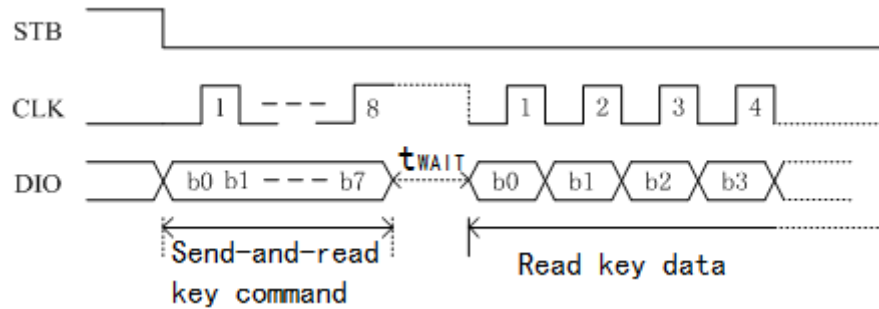 STB
CLK 1 8 1 2 3 4
tWAIT
DIO b0 b1 b7 b0 b1 b2 b3
Send-and-read
key command
Read key data